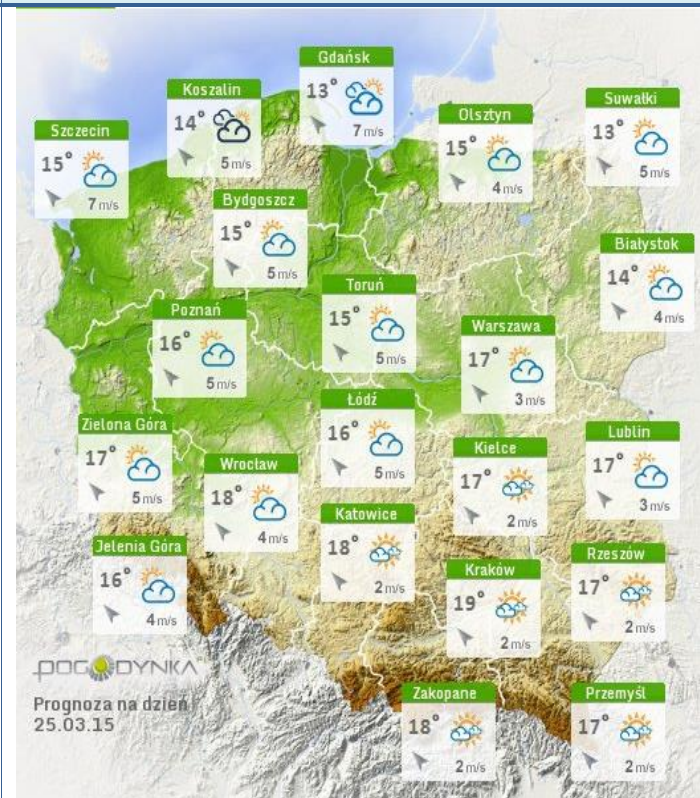 Gdańsk
13°
7 m/s
Koszalin
14°
5 m/s
Suwałki
13°
5 m/s
Olsztyn
15°
4 m/s
Szczecin
15°
7 m/s
Bydgoszcz
15°
5 m/s
Białystok
14°
4 m/s
Toruń
15°
5 m/s
Poznań
16°
5 m/s
Warszawa
17°
3 m/s
Łódź
16°
5 m/s
Zielona Góra
17°
5 m/s
Lublin
17°
3 m/s
Kielce
17°
2 m/s
Wrocław
18°
4 m/s
Katowice
18°
2 m/s
Jelenia Góra
16°
4 m/s
Rzeszów
17°
2 m/s
Kraków
19°
2 m/s
POGODYNKA
Prognoza na dzień
25.03.15
Zakopane
18°
2 m/s
Przemyśl
17°
2 m/s